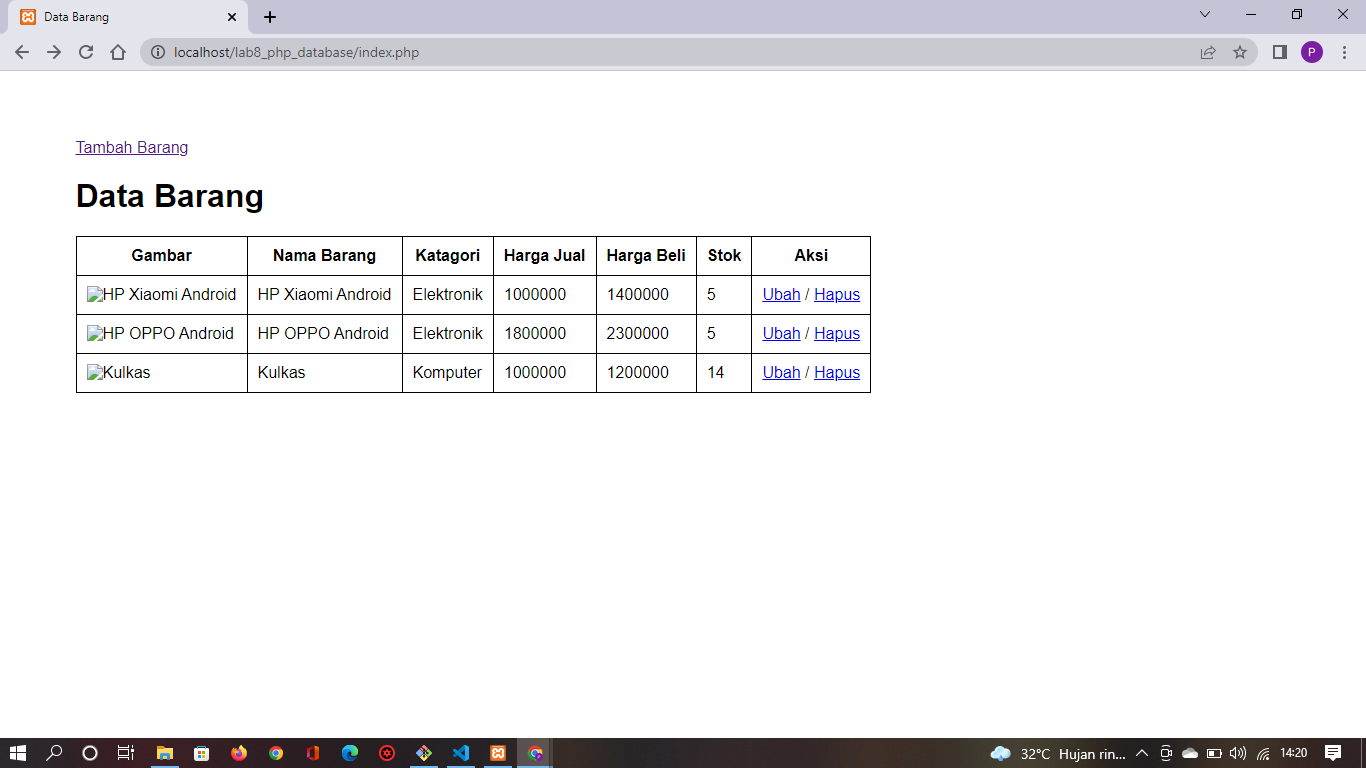 Data Barang
localhost/lab8_php_database/index.php
P
Tambah Barang
Data Barang
Gambar Nama Barang Katagori Harga Jual Harga Beli Stok Aksi
HP Xiaomi Android HP Xiaomi Android Elektronik 1000000 1400000 5 Ubah / Hapus
HP OPPO Android HP OPPO Android Elektronik 1800000 2300000 5 Ubah / Hapus
Kulkas Kulkas Komputer 1000000 1200000 14 Ubah / Hapus
32°C Hujan rin... 14:20